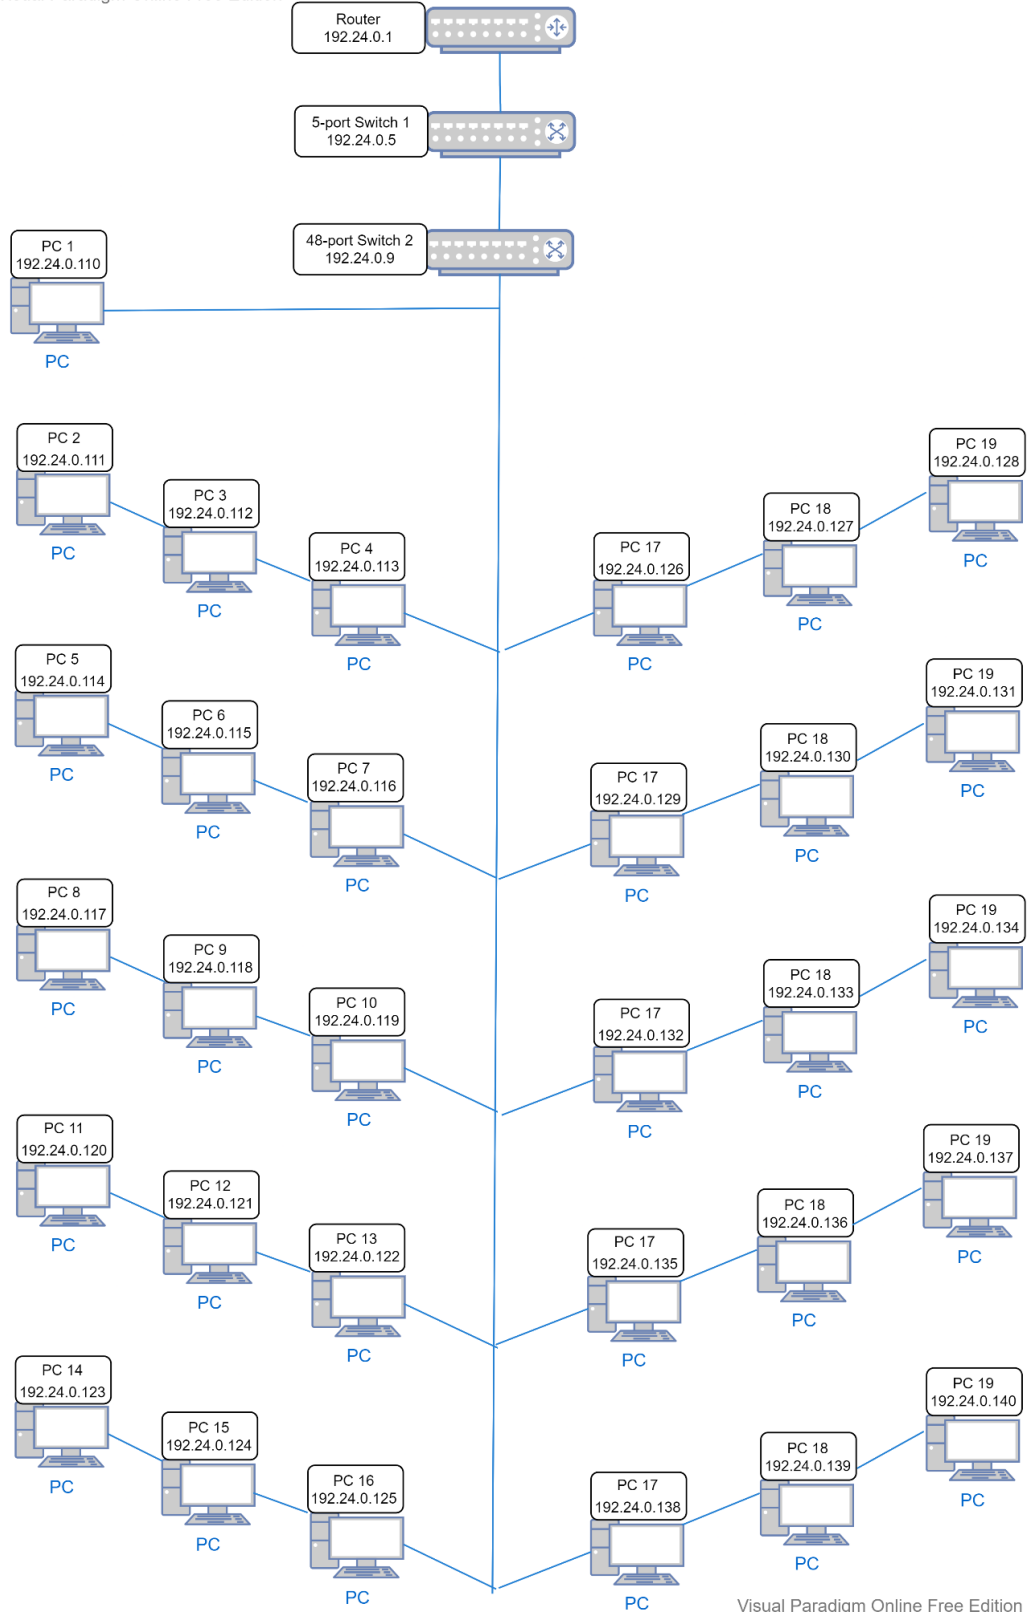 Router
192.24.0.1
5-port Switch 1
192.24.0.5
48-port Switch 2
192.24.0.9
PC 1
192.24.0.110
PC
PC 2
192.24.0.111
PC
PC 3
192.24.0.112
PC
PC 4
192.24.0.113
PC
PC 17
192.24.0.126
PC
PC 18
192.24.0.127
PC
PC 19
192.24.0.128
PC
PC 5
192.24.0.114
PC
PC 6
192.24.0.115
PC
PC 7
192.24.0.116
PC
PC 17
192.24.0.129
PC
PC 18
192.24.0.130
PC
PC 19
192.24.0.131
PC
PC 8
192.24.0.117
PC
PC 9
192.24.0.118
PC
PC 10
192.24.0.119
PC
PC 17
192.24.0.132
PC
PC 18
192.24.0.133
PC
PC 19
192.24.0.134
PC
PC 11
192.24.0.120
PC
PC 12
192.24.0.121
PC
PC 13
192.24.0.122
PC
PC 17
192.24.0.135
PC
PC 18
192.24.0.136
PC
PC 19
192.24.0.137
PC
PC 14
192.24.0.123
PC
PC 15
192.24.0.124
PC
PC 16
192.24.0.125
PC
PC 17
192.24.0.138
PC
PC 18
192.24.0.139
PC
PC 19
192.24.0.140
PC
Visual Paradigm Online Free Edition